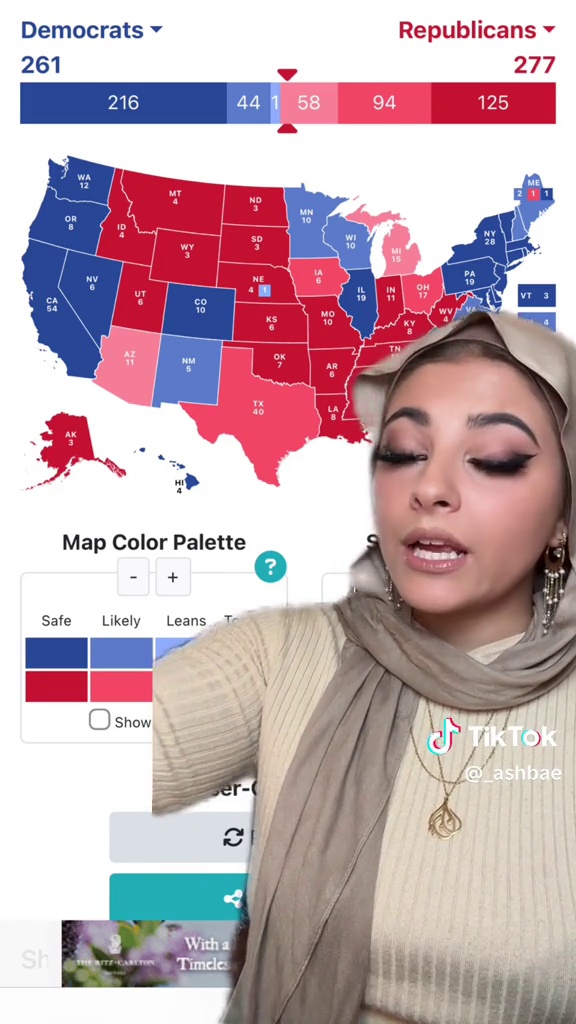 Democrats
Republicans
261
277
216
44
1
58
94
125
WA
12
OR
8
CA
54
NV
6
ID
4
MT
4
WY
3
UT
6
AZ
11
CO
10
NM
5
ND
3
SD
3
NE
4
1
KS
6
OK
7
TX
40
MN
10
IA
6
MO
10
AR
6
LA
8
WI
10
IL
19
MI
15
IN
11
OH
17
KY
8
TN
WV
4
VA
PA
19
NY
28
ME
2
1
1
VT 3
4
AK
3
HI
4
Map Color Palette
-
+
?
Safe
Likely
Leans
Show
TikTok
@_ashbae
Sh
THE RITZ-CARLTON
With a
Timeles